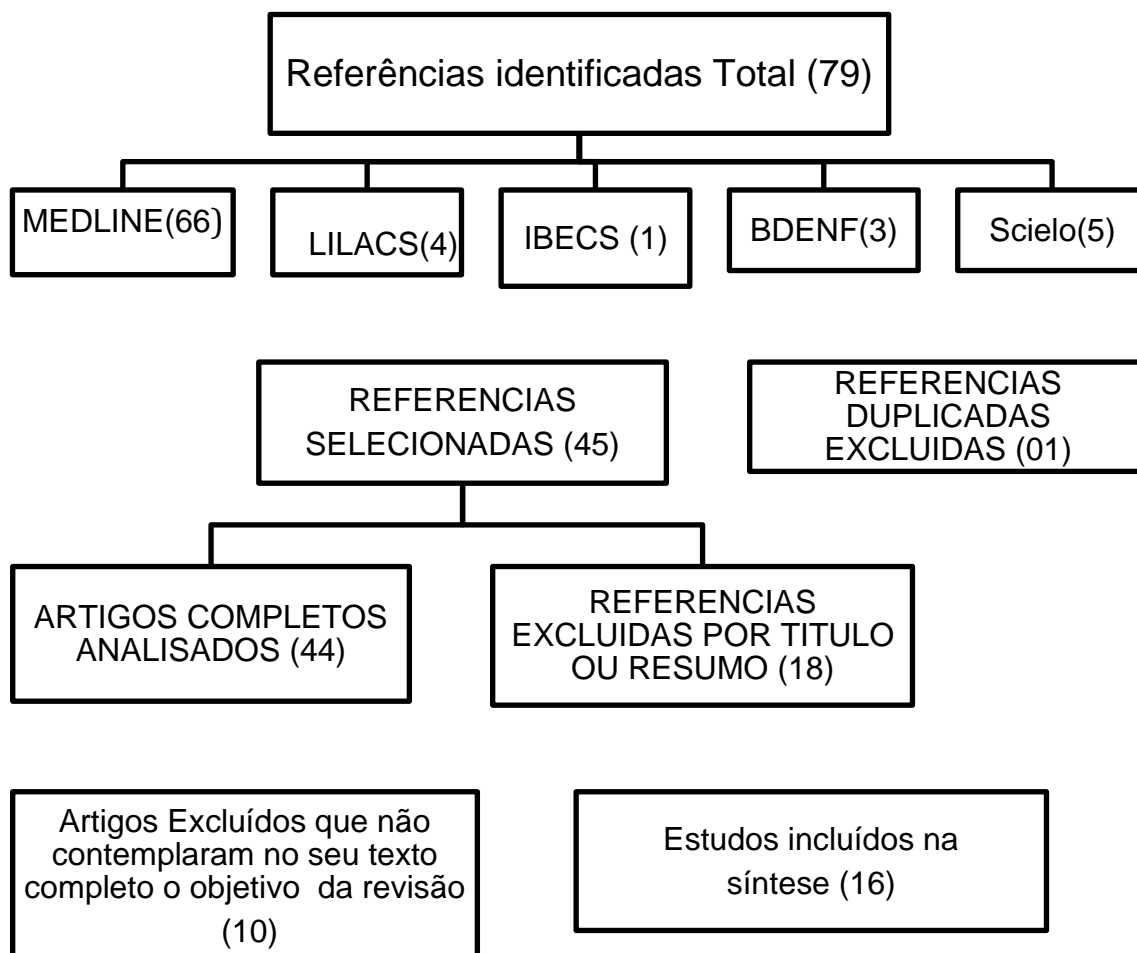 Referências identificadas Total (79)
MEDLINE(66)
LILACS(4)
IBECS (1)
BDENF(3)
Scielo(5)
REFERENCIAS
SELECIONADAS (45)
REFERENCIAS
DUPLICADAS
EXCLUIDAS (01)
ARTIGOS COMPLETOS
ANALISADOS (44)
REFERENCIAS
EXCLUIDAS POR TITULO
OU RESUMO (18)
Artigos Excluídos que não
contemplaram no seu texto
completo o objetivo da revisão
(10)
Estudos incluídos na
síntese (16)